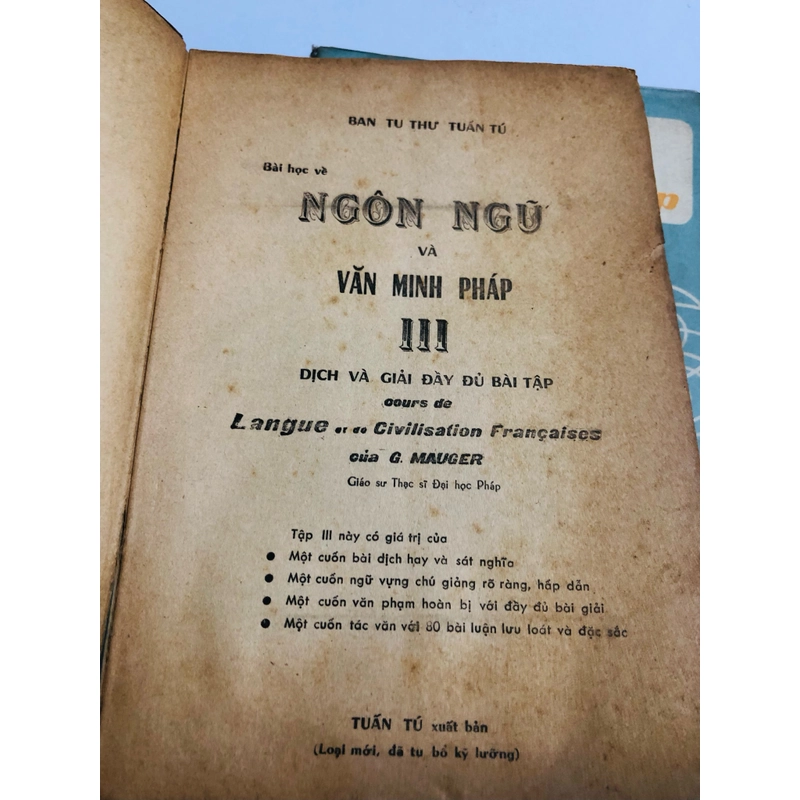 BAN TU THƯ TUẤN TÚ
Bài học về
NGÔN NGỮ
VÀ
VĂN MINH PHÁP
III
DỊCH VÀ GIẢI ĐẦY ĐỦ BÀI TẬP
cours de
Langue et de Civilisation Françaises
của G. MAUGER
Giáo sư Thạc sĩ Đại học Pháp
Tập III này có giá trị của
● Một cuốn bài dịch hay và sát nghĩa
● Một cuốn ngữ vựng chú giảng rõ ràng, hấp dẫn
● Một cuốn văn phạm hoàn bị với đầy đủ bài giải
● Một cuốn tác văn với 80 bài luận lưu loát và đặc sắc
TUẤN TÚ xuất bản
(Loại mới, đã tu bổ kỹ lưỡng)